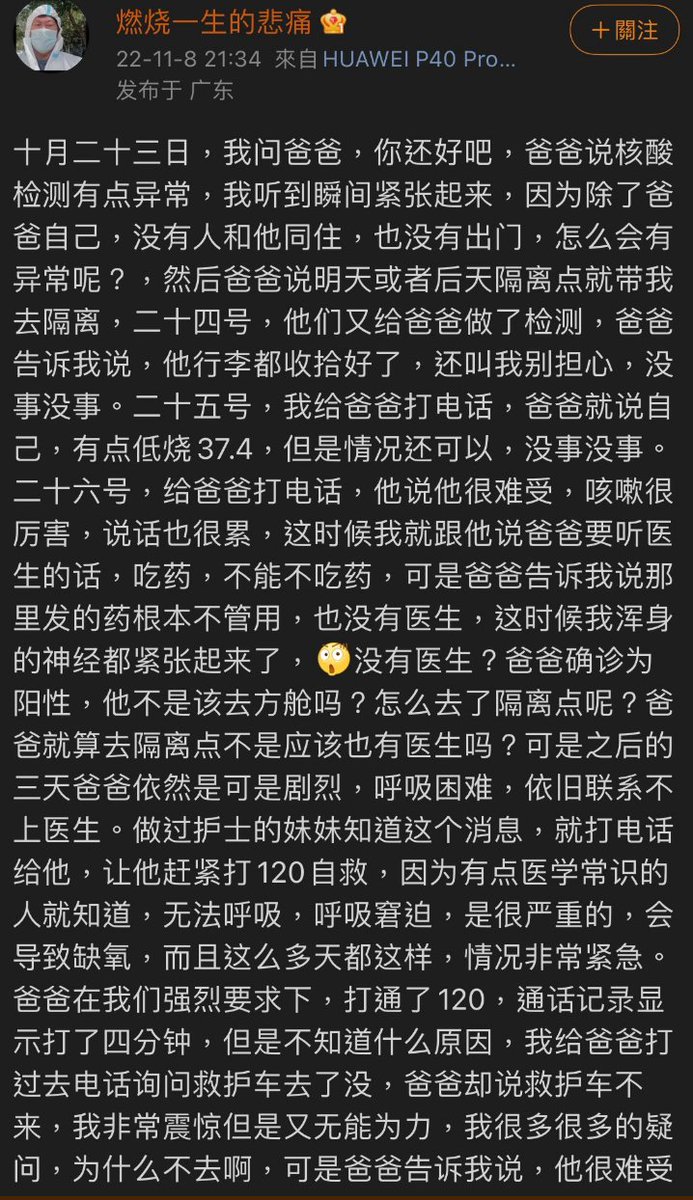 燃烧一生的悲痛
22-11-8 21:34 來自HUAWEI P40 Pro...
发布于 广东
＋關注
十月二十三日，我问爸爸，你还好吧，爸爸说核酸
检测有点异常，我听到瞬间紧张起来，因为除了爸
爸自己，没有人和他同住，也没有出门，怎么会有
异常呢？，然后爸爸说明天或者后天隔离点就带我
去隔离，二十四号，他们又给爸爸做了检测，爸爸
告诉我说，他行李都收拾好了，还叫我别担心，没
事没事。二十五号，我给爸爸打电话，爸爸就说自
己，有点低烧37.4，但是情况还可以，没事没事。
二十六号，给爸爸打电话，他说他很难受，咳嗽很
厉害，说话也很累，这时候我就跟他说爸爸要听医
生的话，吃药，不能不吃药，可是爸爸告诉我说那
里发的药根本不管用，也没有医生，这时候我浑身
的神经都紧张起来了，😲没有医生？爸爸确诊为
阳性，他不是该去方舱吗？怎么去了隔离点呢？爸
爸就算去隔离点不是应该也有医生吗？可是之后的
三天爸爸依然是可是剧烈，呼吸困难，依旧联系不
上医生。做过护士的妹妹知道这个消息，就打电话
给他，让他赶紧打120自救，因为有点医学常识的
人就知道，无法呼吸，呼吸窘迫，是很严重的，会
导致缺氧，而且这么多天都这样，情况非常紧急。
爸爸在我们强烈要求下，打通了120，通话记录显
示打了四分钟，但是不知道什么原因，我给爸爸打
过去电话询问救护车去了没，爸爸却说救护车不
来，我非常震惊但是又无能为力，我很多很多的疑
问，为什么不去啊，可是爸爸告诉我说，他很难受